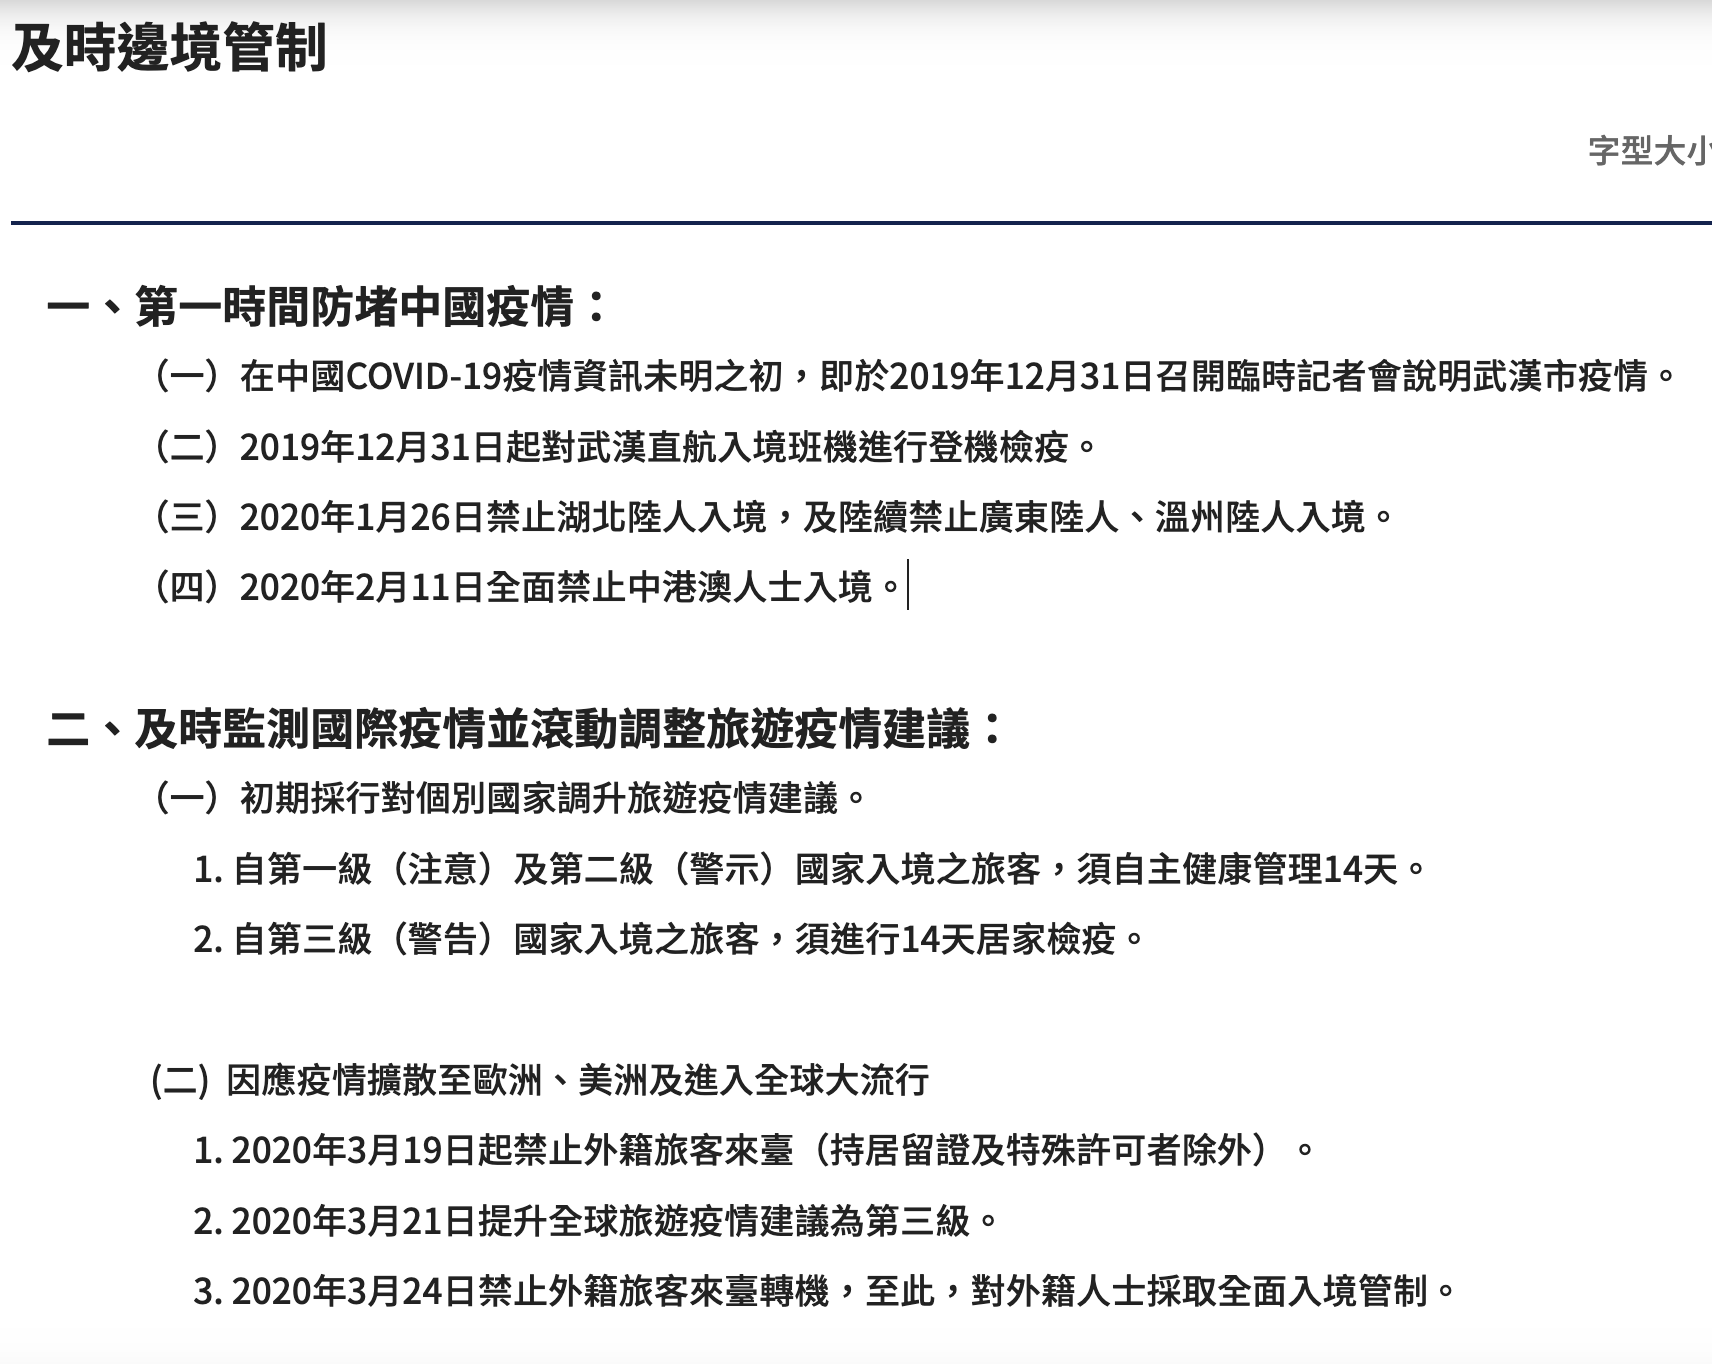 及時邊境管制
字型大小
一、第一時間防堵中國疫情：
（一）在中國COVID-19疫情資訊未明之初，即於2019年12月31日召開臨時記者會說明武漢市疫情。
（二）2019年12月31日起對武漢直航入境班機進行登機檢疫。
（三）2020年1月26日禁止湖北陸人入境，及陸續禁止廣東陸人、溫州陸人入境。
（四）2020年2月11日全面禁止中港澳人士入境。
二、及時監測國際疫情並滾動調整旅遊疫情建議：
（一）初期採行對個別國家調升旅遊疫情建議。
1. 自第一級（注意）及第二級（警示）國家入境之旅客，須自主健康管理14天。
2. 自第三級（警告）國家入境之旅客，須進行14天居家檢疫。
(二) 因應疫情擴散至歐洲、美洲及進入全球大流行
1. 2020年3月19日起禁止外籍旅客來臺（持居留證及特殊許可者除外）。
2. 2020年3月21日提升全球旅遊疫情建議為第三級。
3. 2020年3月24日禁止外籍旅客來臺轉機，至此，對外籍人士採取全面入境管制。